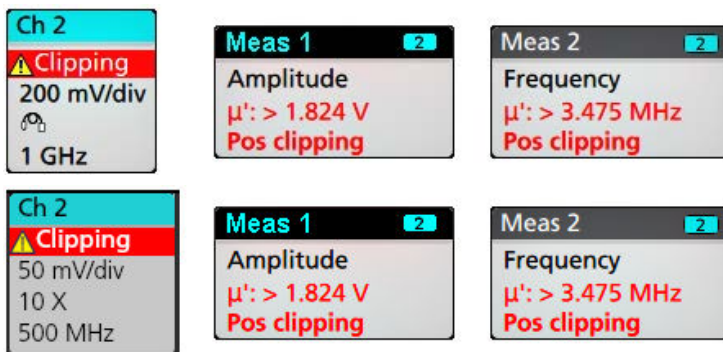 Ch 2
Clipping
200 mV/div
1 GHz
Meas 1 2
Amplitude
µ': > 1.824 V
Pos clipping
Meas 2 2
Frequency
µ': > 3.475 MHz
Pos clipping
Ch 2
Clipping
50 mV/div
10 X
500 MHz
Meas 1 2
Amplitude
µ': > 1.824 V
Pos clipping
Meas 2 2
Frequency
µ': > 3.475 MHz
Pos clipping